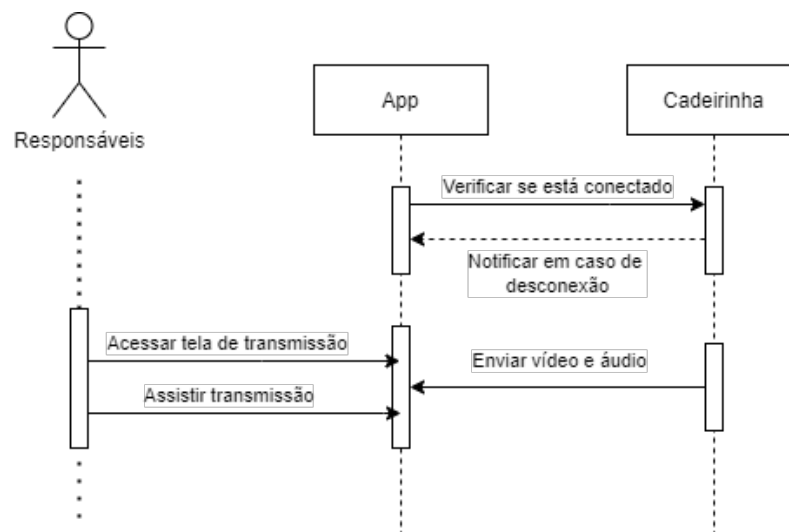 Responsáveis
App
Cadeirinha
Verificar se está conectado
Notificar em caso de
desconexão
Acessar tela de transmissão
Enviar vídeo e áudio
Assistir transmissão